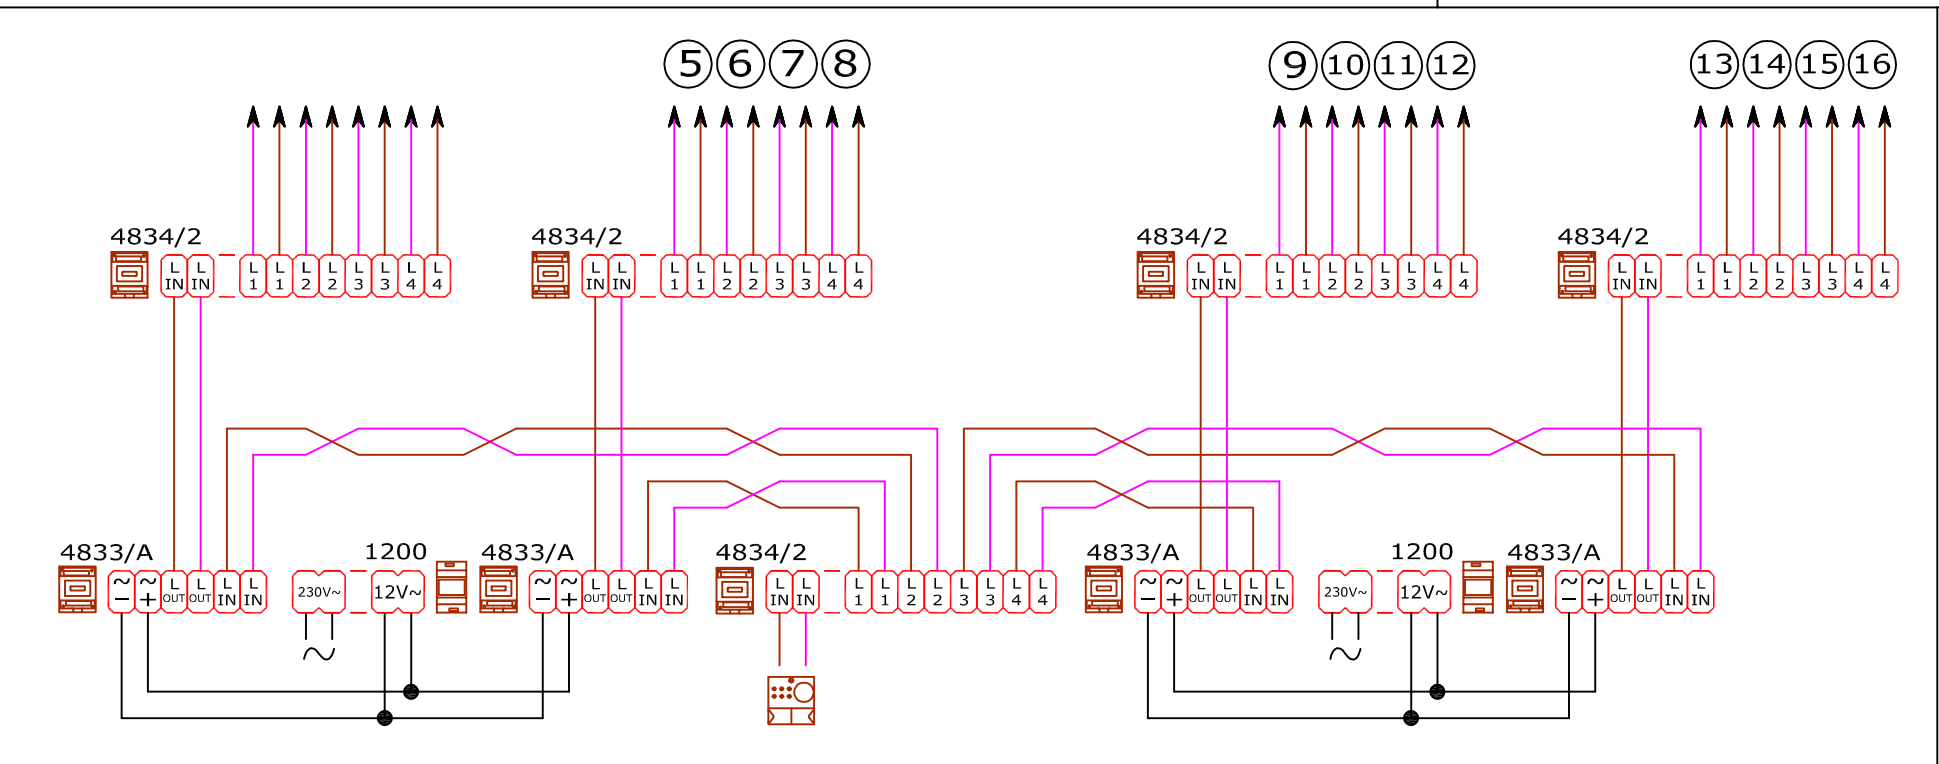 5 6 7 8 9 10 11 12 13 14 15 16
4834/2 4834/2 4834/2 4834/2
L IN L IN L 1 L 1 L 2 L 2 L 3 L 3 L 4 L 4
L IN L IN L 1 L 1 L 2 L 2 L 3 L 3 L 4 L 4
L IN L IN L 1 L 1 L 2 L 2 L 3 L 3 L 4 L 4
L IN L IN L 1 L 1 L 2 L 2 L 3 L 3 L 4 L 4
4833/A 1200 4833/A 4834/2 4833/A 1200 4833/A
~ − ~ + L OUT L OUT L IN L IN
230V~ 12V~
~ − ~ + L OUT L OUT L IN L IN
L IN L IN L 1 L 1 L 2 L 2 L 3 L 3 L 4 L 4
~ − ~ + L OUT L OUT L IN L IN
230V~ 12V~
~ − ~ + L OUT L OUT L IN L IN
~ ~